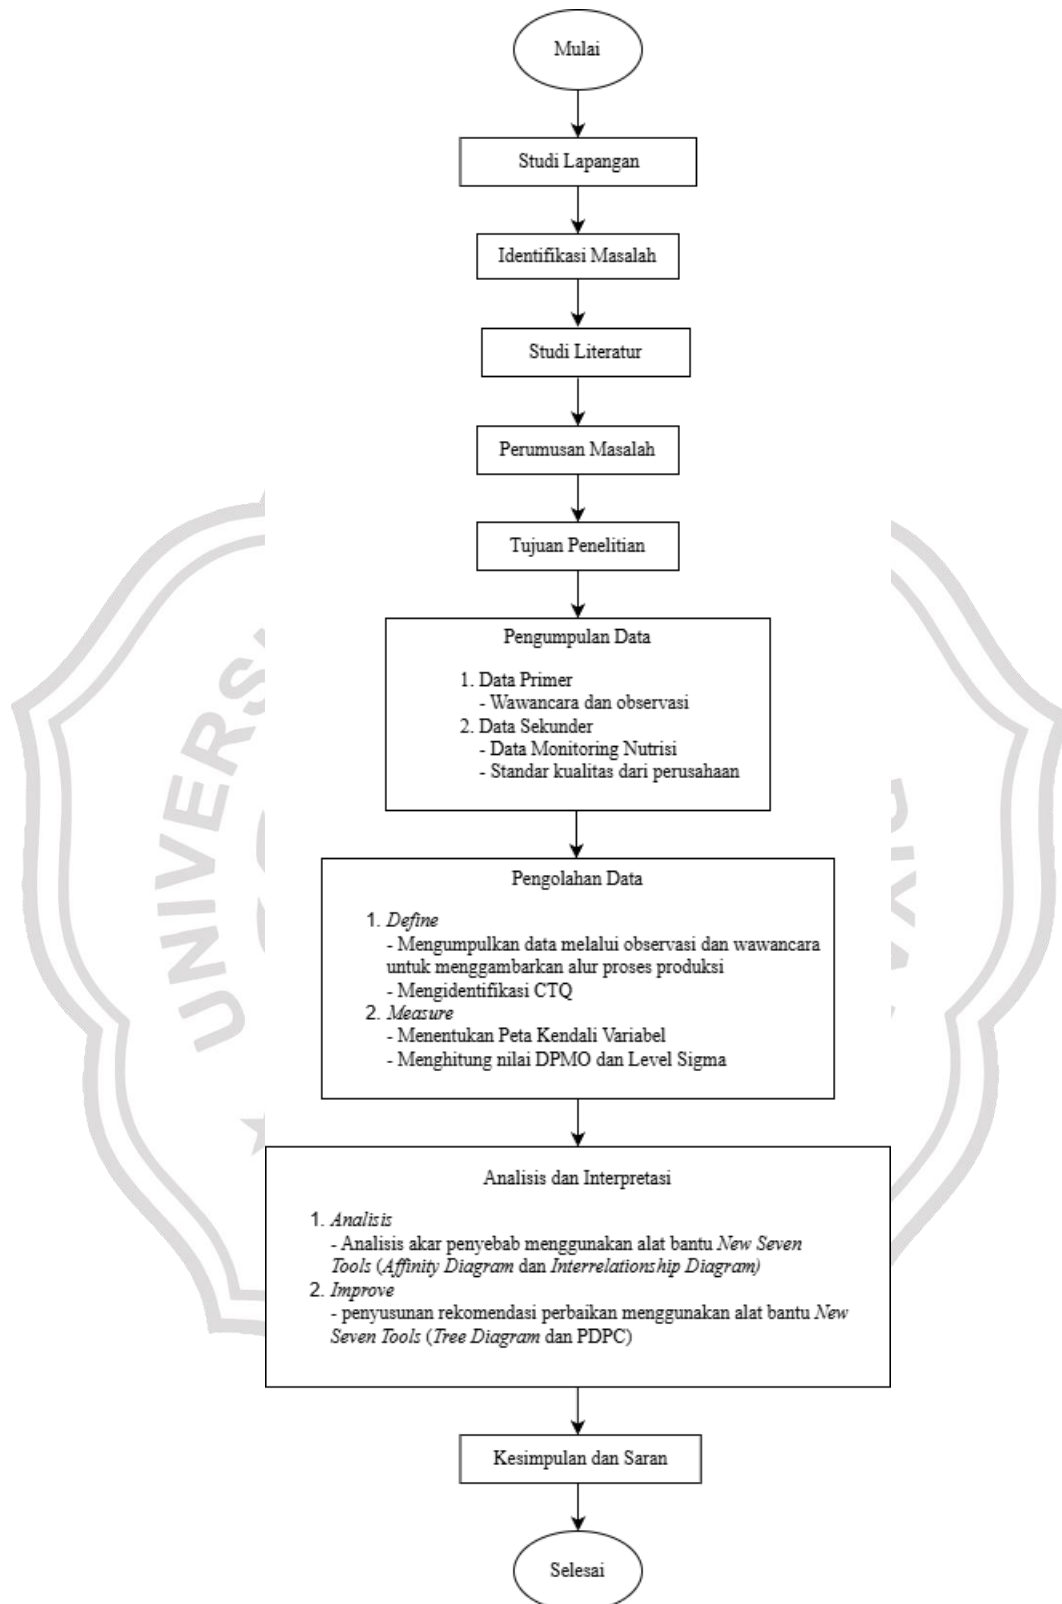 Mulai
Studi Lapangan
Identifikasi Masalah
Studi Literatur
Perumusan Masalah
Tujuan Penelitian
Pengumpulan Data
1. Data Primer
- Wawancara dan observasi
2. Data Sekunder
- Data Monitoring Nutrisi
- Standar kualitas dari perusahaan
Pengolahan Data
1. Define
- Mengumpulkan data melalui observasi dan wawancara
untuk menggambarkan alur proses produksi
- Mengidentifikasi CTQ
2. Measure
- Menentukan Peta Kendali Variabel
- Menghitung nilai DPMO dan Level Sigma
Analisis dan Interpretasi
1. Analisis
- Analisis akar penyebab menggunakan alat bantu New Seven
Tools (Affinity Diagram dan Interrelationship Diagram)
2. Improve
- penyusunan rekomendasi perbaikan menggunakan alat bantu New
Seven Tools (Tree Diagram dan PDPC)
Kesimpulan dan Saran
Selesai
UNIVERS